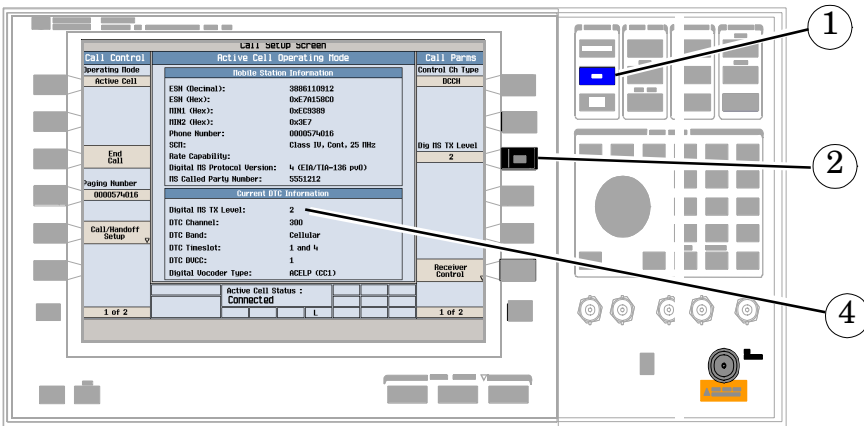 Call Setup Screen
Call Control
Active Cell Operating Mode
Call Parms
Operating Mode
Active Cell
Mobile Station Information
Control Ch Type
DCCH
ESN (Decimal): 3886110912
ESN (Hex): 0xE7A158C0
MIN1 (Hex): 0xEC9389
MIN2 (Hex): 0x3E7
Phone Number: 0000574016
SCM: Class IV, Cont, 25 MHz
Rate Capability:
Digital MS Protocol Version: 4 (EIA/TIA-136 pv0)
MS Called Party Number: 5551212
End
Call
Dig MS TX Level
2
Paging Number
0000574016
Current DTC Information
Digital MS TX Level: 2
DTC Channel: 300
DTC Band: Cellular
DTC Timeslot: 1 and 4
DTC DVCC: 1
Digital Vocoder Type: ACELP (CC1)
Call/Handoff
Setup
Receiver
Control
Active Cell Status :
Connected
L
1 of 2
1 of 2
1
2
4